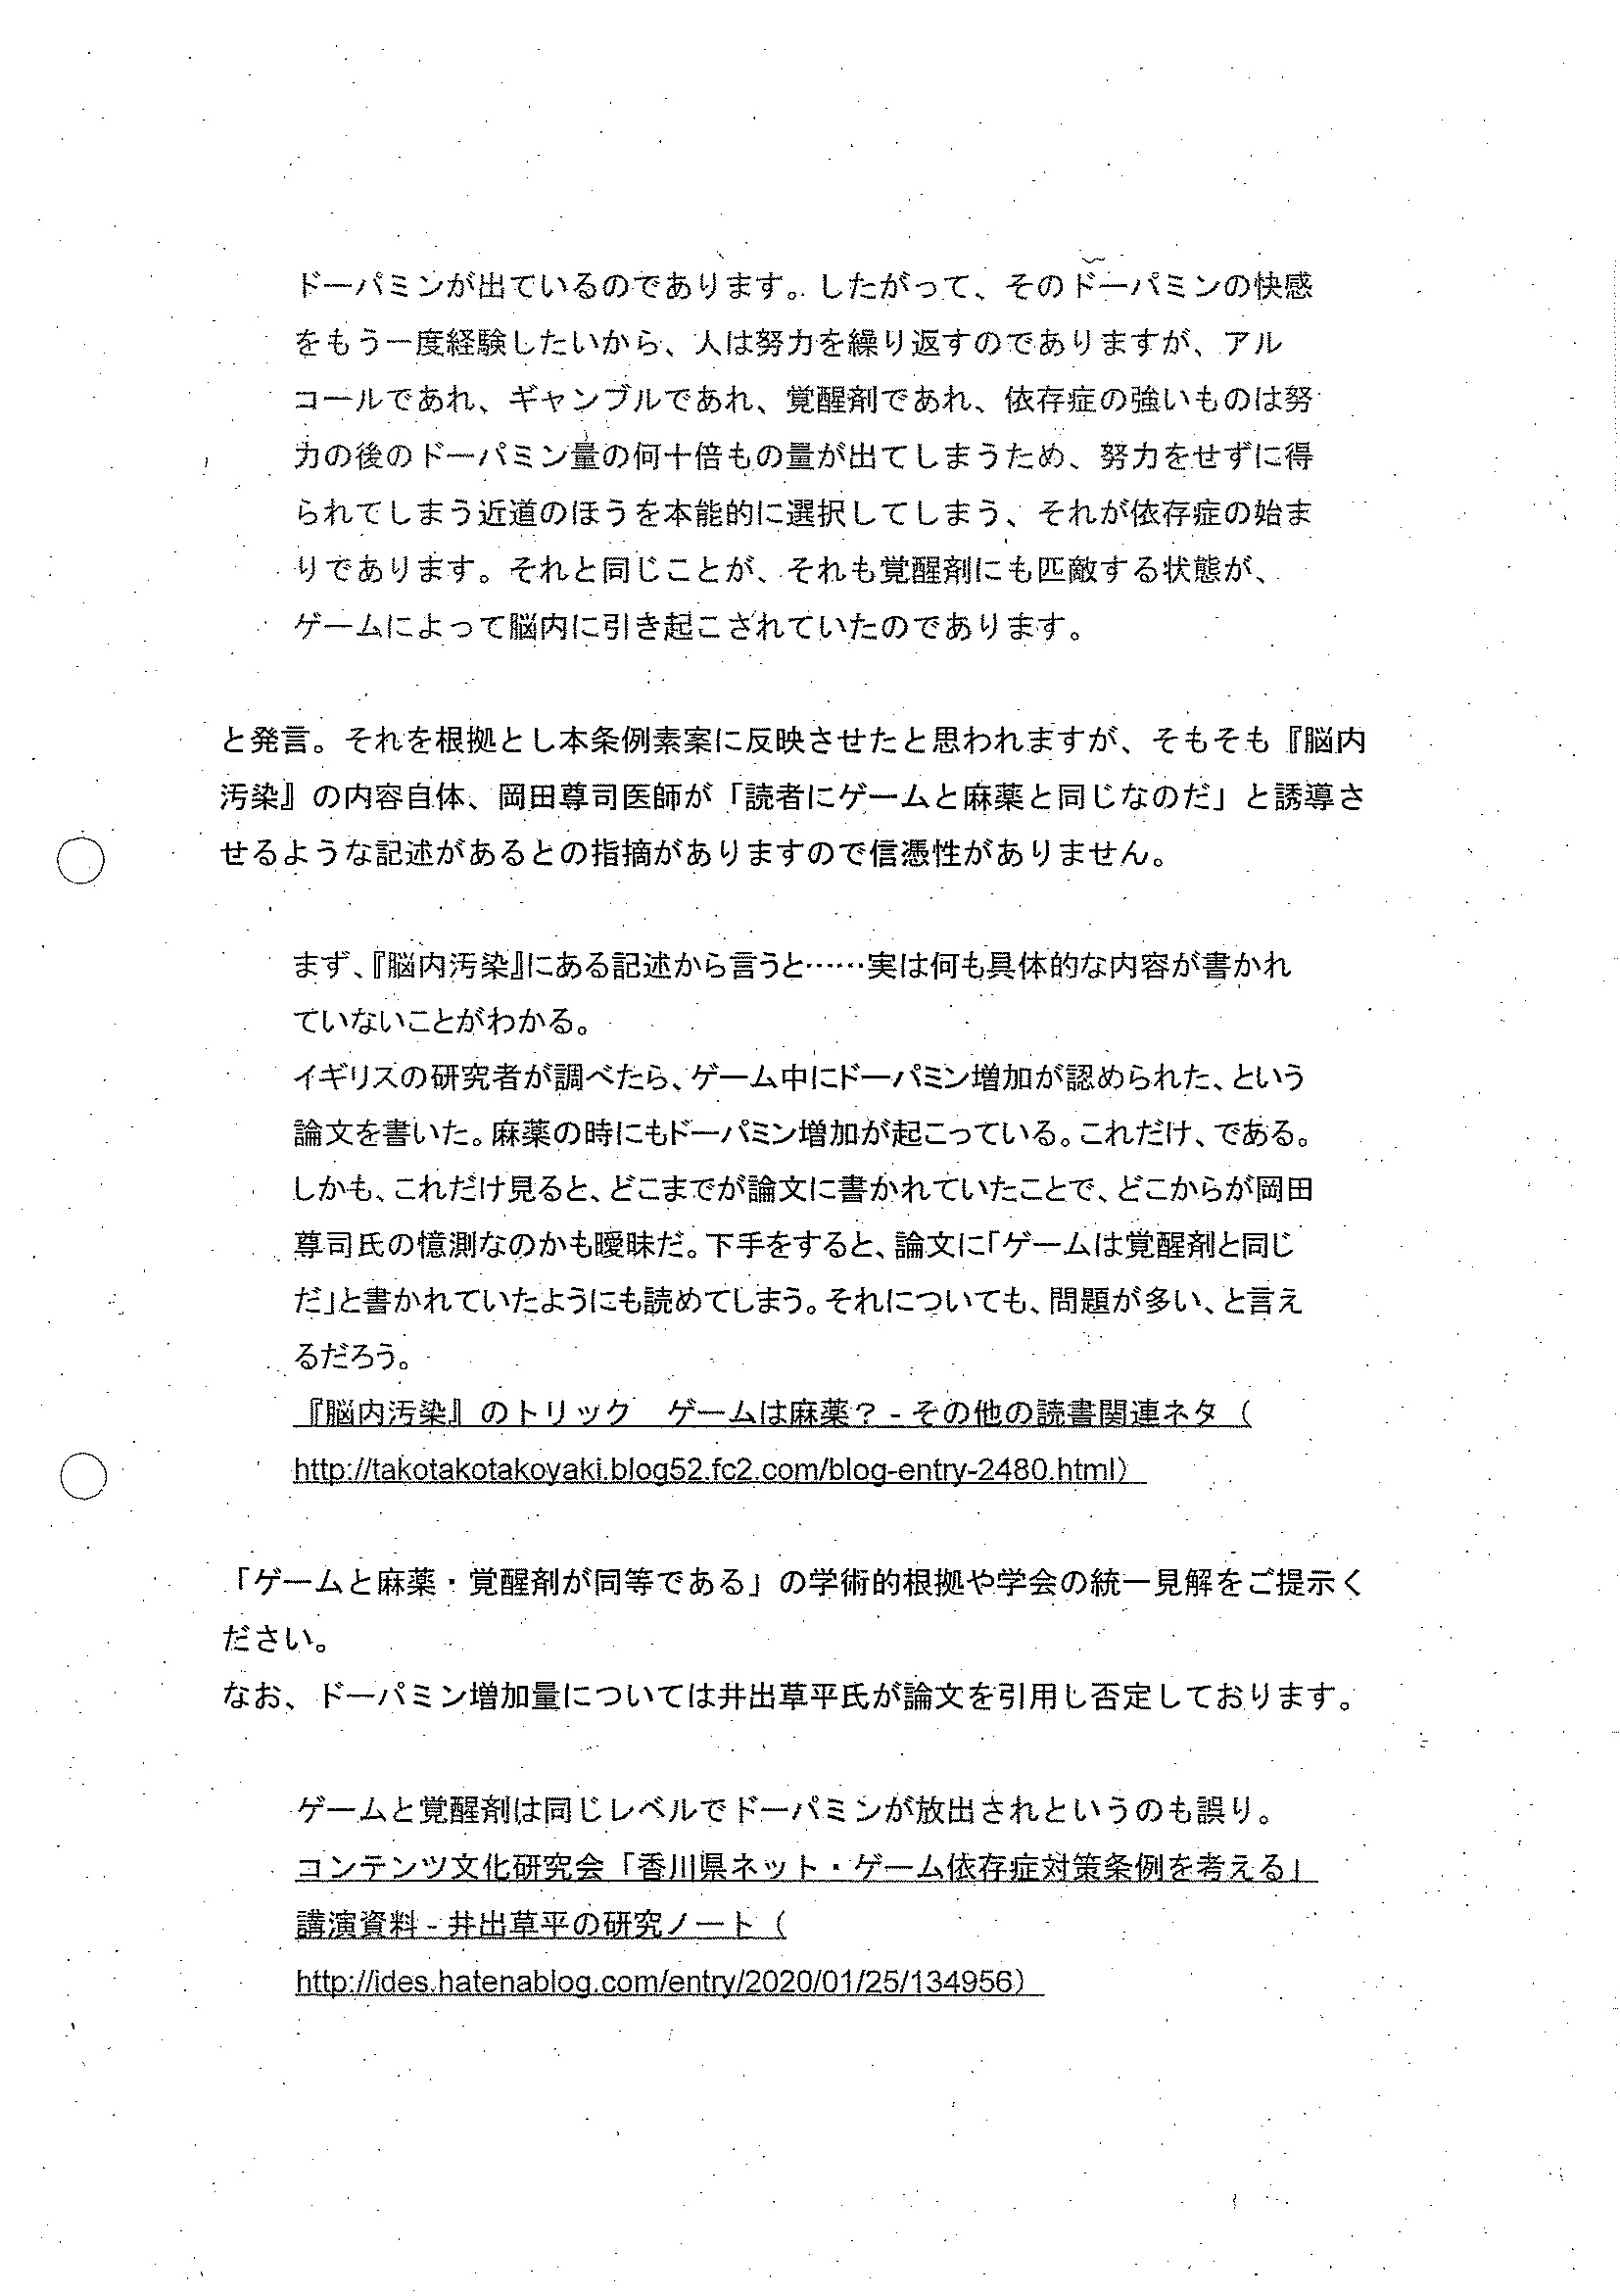 ドーパミンが出ているのであります。したがって、そのドーパミンの快感
をもう一度経験したいから、人は努力を繰り返すのでありますが、アル
コールであれ、ギャンブルであれ、覚醒剤であれ、依存症の強いものは努
力の後のドーパミン量の何十倍もの量が出てしまうため、努力をせずに得
られてしまう近道のほうを本能的に選択してしまう、それが依存症の始ま
りであります。それと同じことが、それも覚醒剤にも匹敵する状態が、
ゲームによって脳内に引き起こされていたのであります。
と発言。それを根拠とし本条例素案に反映させたと思われますが、そもそも『脳内
汚染』の内容自体、岡田尊司医師が「読者にゲームと麻薬と同じなのだ」と誘導さ
せるような記述があるとの指摘がありますので信憑性がありません。
まず、『脳内汚染』にある記述から言うと……実は何も具体的な内容が書かれ
ていないことがわかる。
イギリスの研究者が調べたら、ゲーム中にドーパミン増加が認められた、という
論文を書いた。麻薬の時にもドーパミン増加が起こっている。これだけ、である。
しかも、これだけ見ると、どこまでが論文に書かれていたことで、どこからが岡田
尊司氏の憶測なのかも曖昧だ。下手をすると、論文に「ゲームは覚醒剤と同じ
だ」と書かれていたようにも読めてしまう。それについても、問題が多い、と言え
るだろう。
『脳内汚染』のトリック　ゲームは麻薬？ - その他の読書関連ネタ（
http://takotakotakoyaki.blog52.fc2.com/blog-entry-2480.html）
「ゲームと麻薬・覚醒剤が同等である」の学術的根拠や学会の統一見解をご提示く
ださい。
なお、ドーパミン増加量については井出草平氏が論文を引用し否定しております。
ゲームと覚醒剤は同じレベルでドーパミンが放出されというのも誤り。
コンテンツ文化研究会「香川県ネット・ゲーム依存症対策条例を考える」
講演資料 - 井出草平の研究ノート（
http://ides.hatenablog.com/entry/2020/01/25/134956）